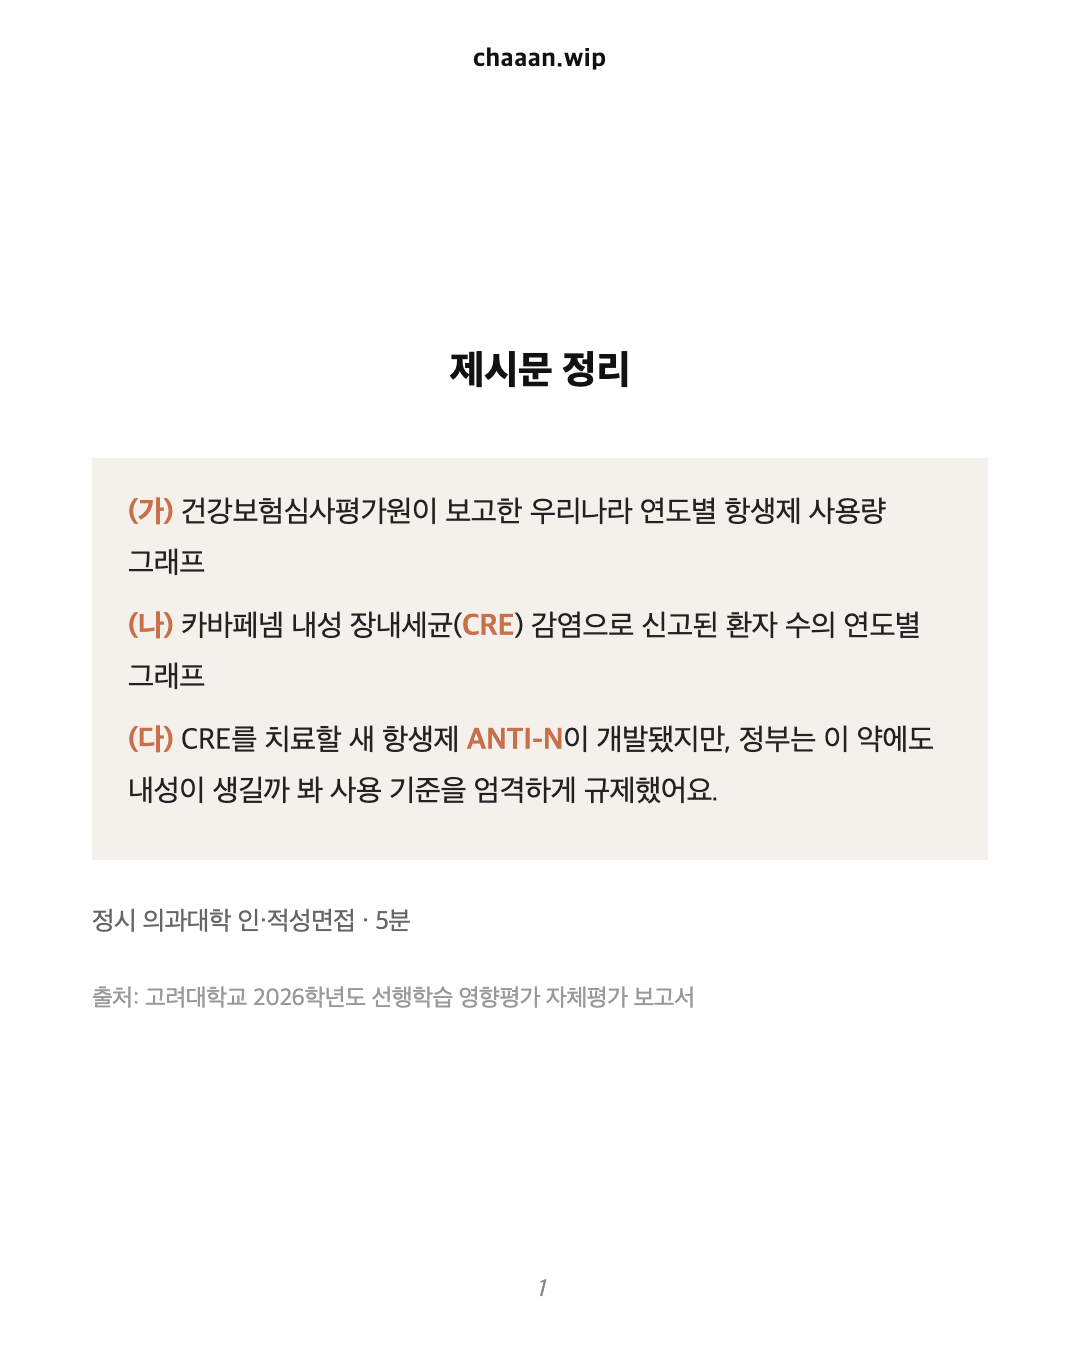 chaaan.wip
제시문 정리
(가) 건강보험심사평가원이 보고한 우리나라 연도별 항생제 사용량
그래프
(나) 카바페넴 내성 장내세균(CRE) 감염으로 신고된 환자 수의 연도별
그래프
(다) CRE를 치료할 새 항생제 ANTI-N이 개발됐지만, 정부는 이 약에도
내성이 생길까 봐 사용 기준을 엄격하게 규제했어요.
정시 의과대학 인·적성면접 · 5분
출처: 고려대학교 2026학년도 선행학습 영향평가 자체평가 보고서
1